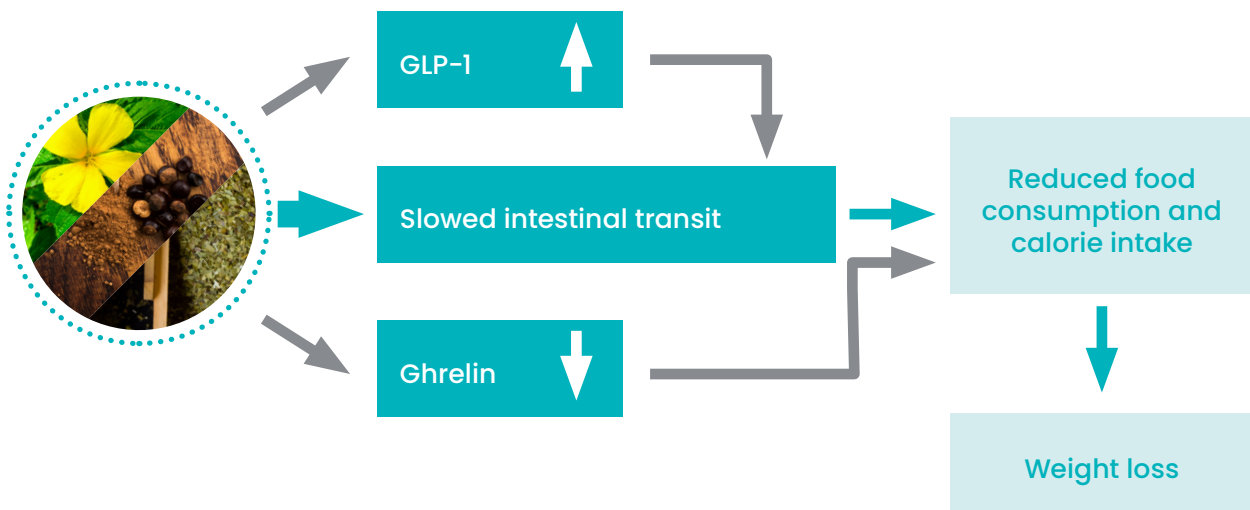 GLP-1
Slowed intestinal transit
Ghrelin
Reduced food
consumption and
calorie intake
Weight loss